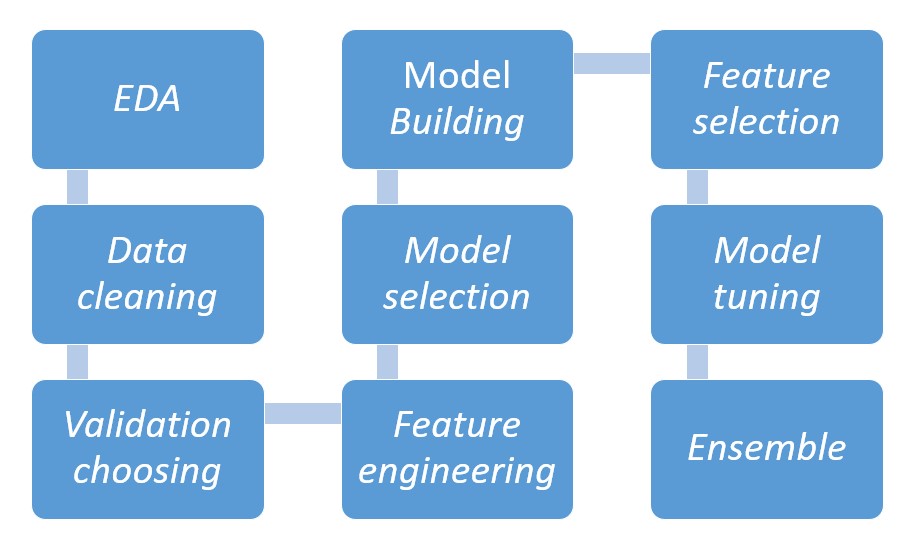 EDA
Data
cleaning
Validation
choosing
Feature
engineering
Model
selection
Model
Building
Feature
selection
Model
tuning
Ensemble